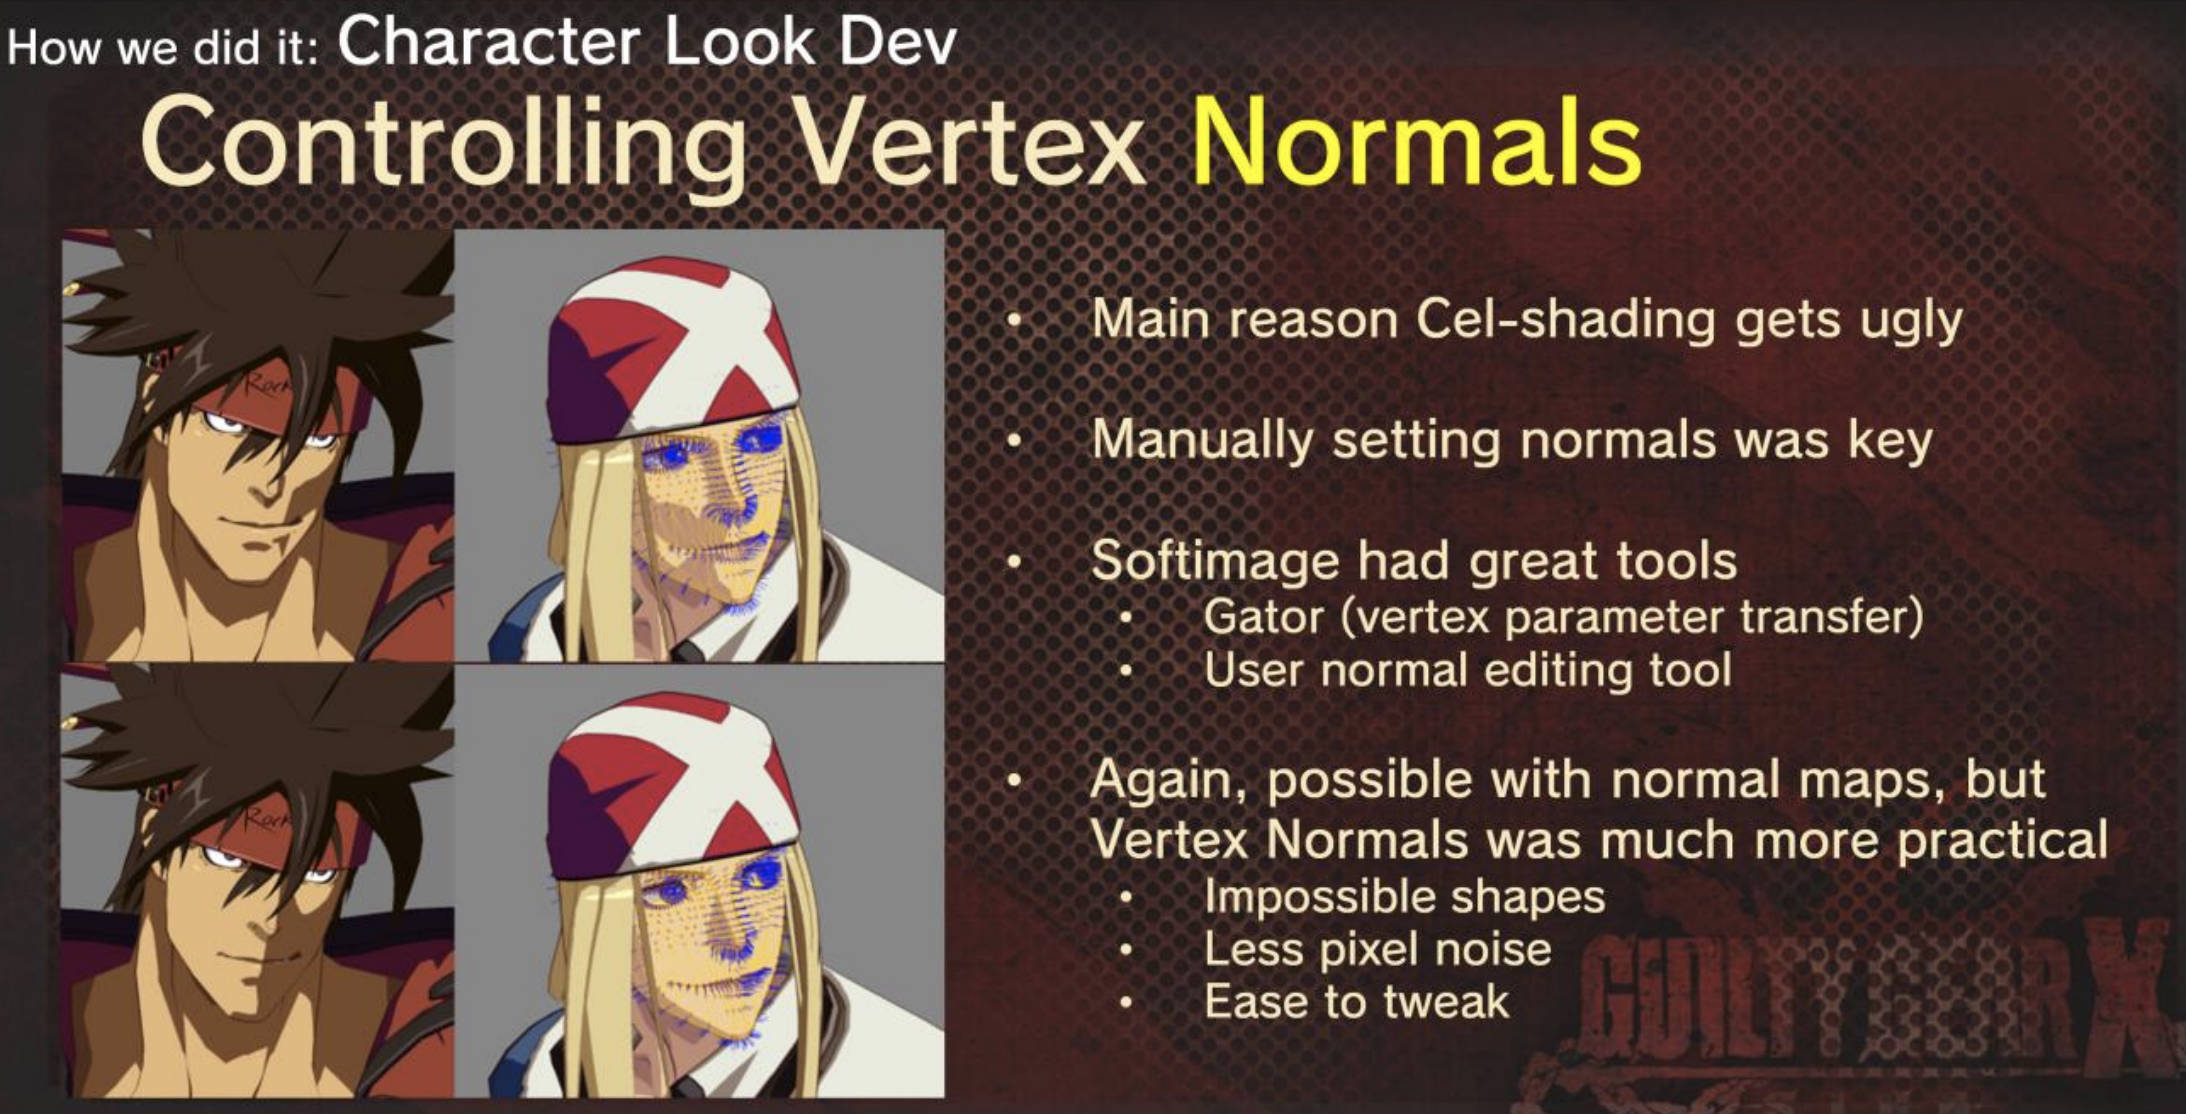 How we did it: Character Look Dev
Controlling Vertex Normals
• Main reason Cel-shading gets ugly
• Manually setting normals was key
• Softimage had great tools
• Gator (vertex parameter transfer)
• User normal editing tool
• Again, possible with normal maps, but
Vertex Normals was much more practical
• Impossible shapes
• Less pixel noise
• Ease to tweak
Rock
Rock
GUILTY GEAR X